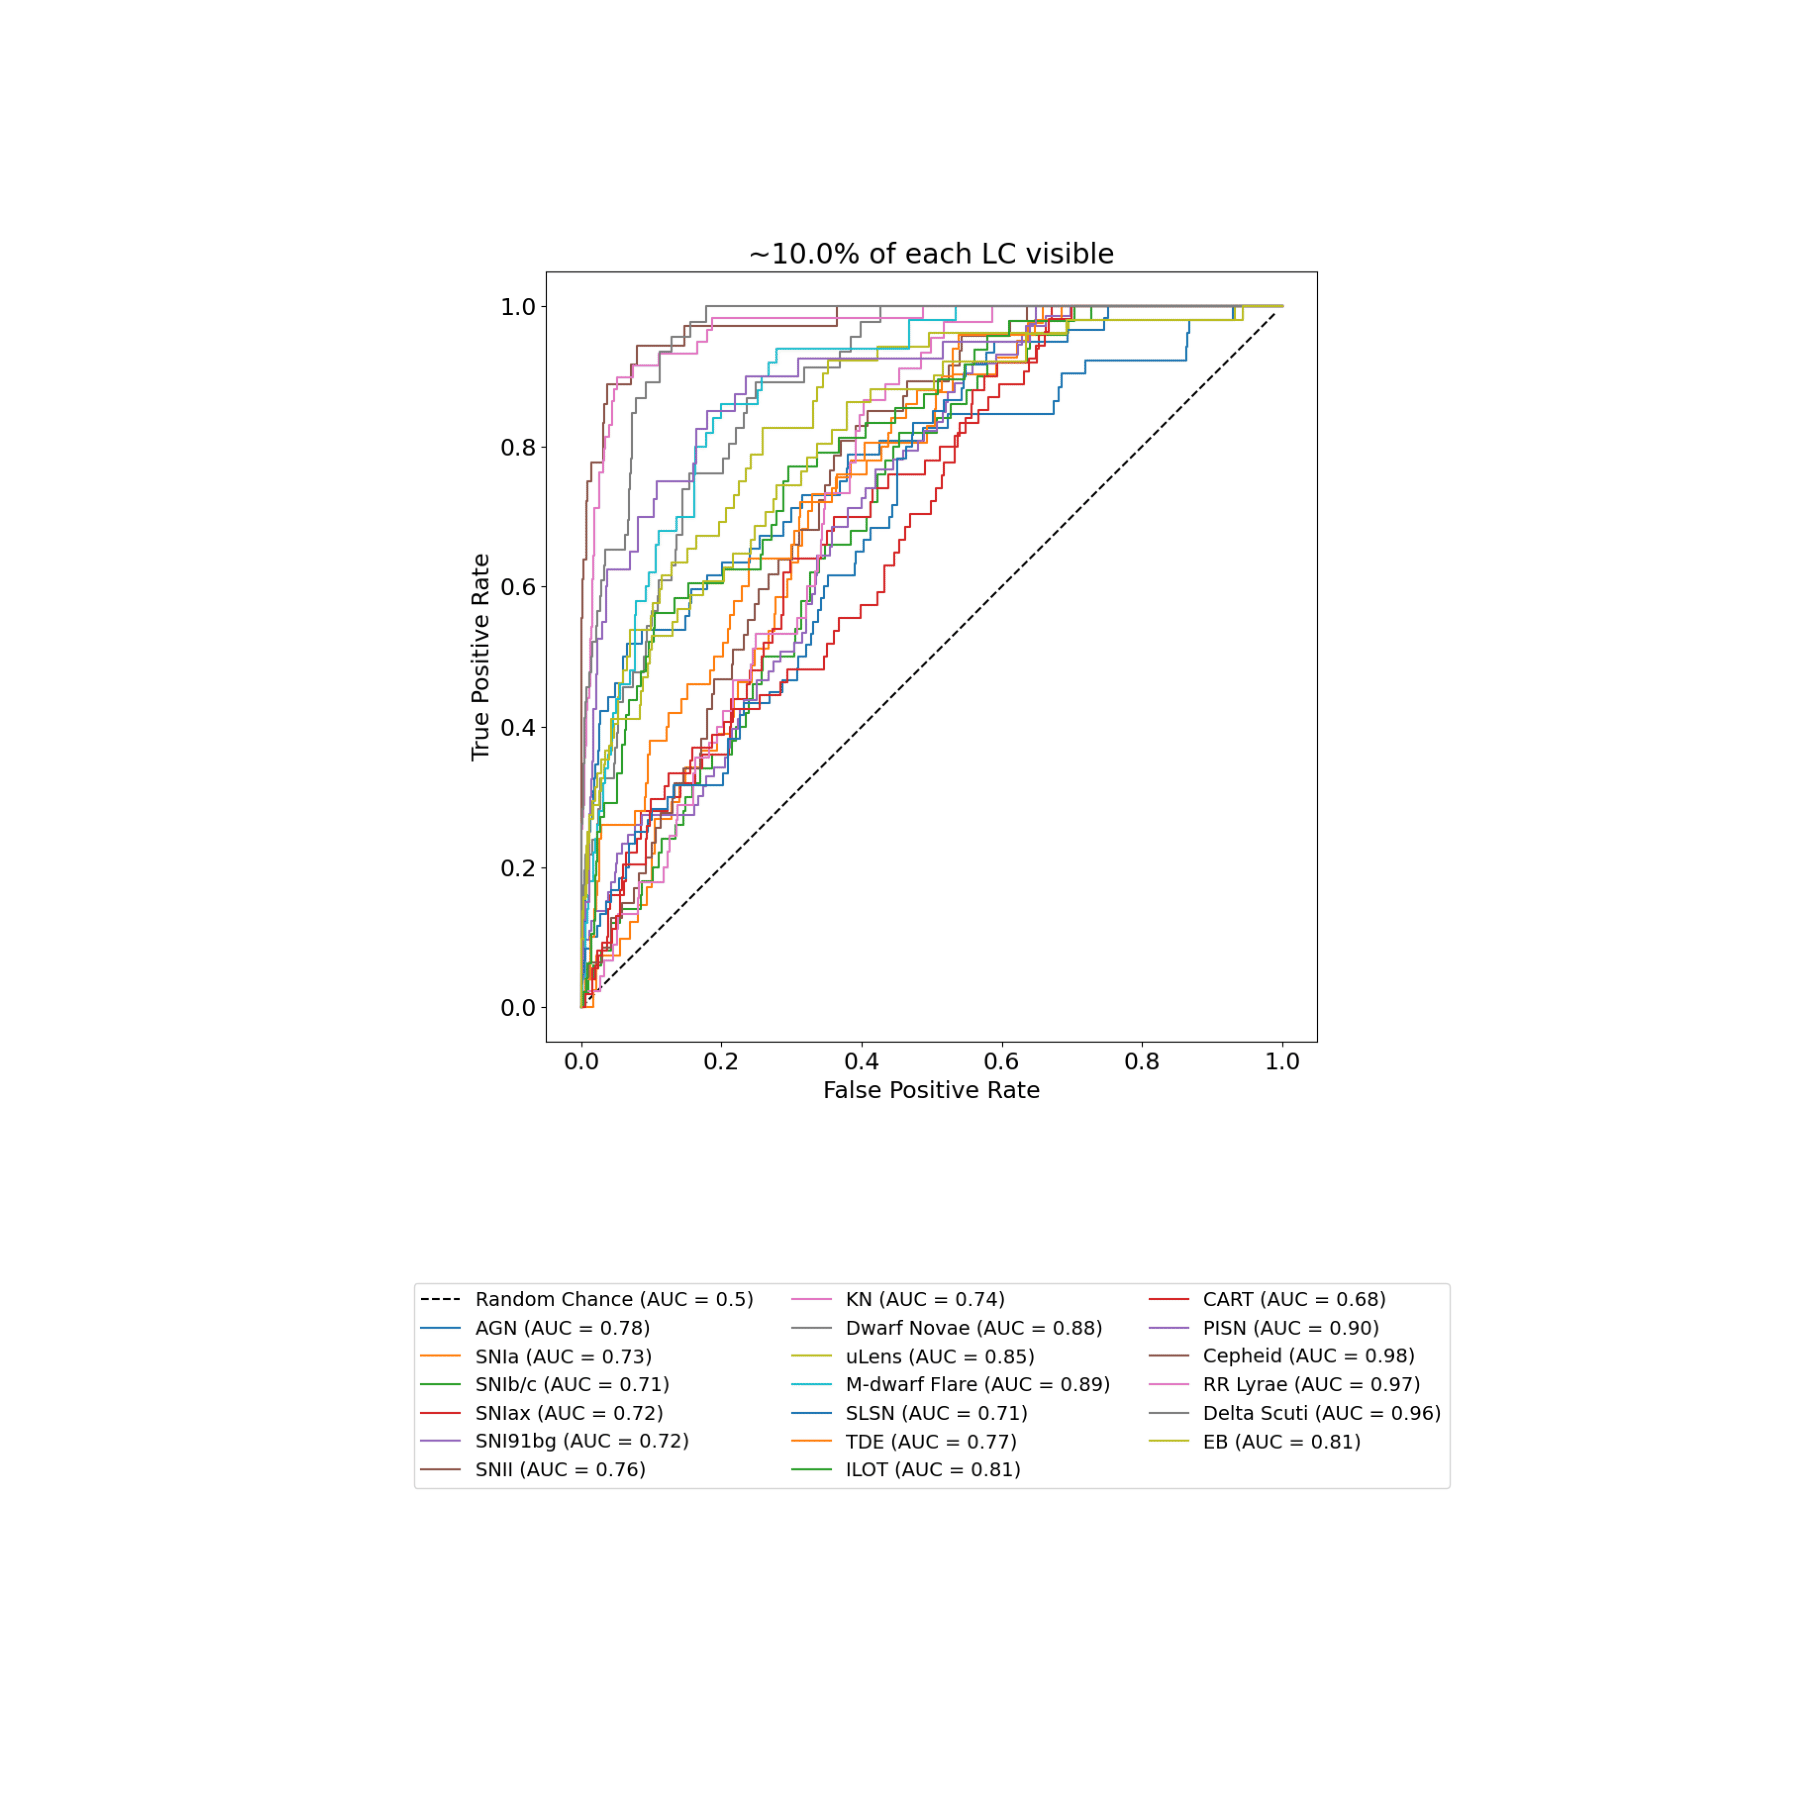 ~10.0% of each LC visible
True Positive Rate
1.0
0.8
0.6
0.4
0.2
0.0
0.0 0.2 0.4 0.6 0.8 1.0
False Positive Rate
Random Chance (AUC = 0.5)
AGN (AUC = 0.78)
SNIa (AUC = 0.73)
SNIb/c (AUC = 0.71)
SNIax (AUC = 0.72)
SNI91bg (AUC = 0.72)
SNII (AUC = 0.76)
KN (AUC = 0.74)
Dwarf Novae (AUC = 0.88)
uLens (AUC = 0.85)
M-dwarf Flare (AUC = 0.89)
SLSN (AUC = 0.71)
TDE (AUC = 0.77)
ILOT (AUC = 0.81)
CART (AUC = 0.68)
PISN (AUC = 0.90)
Cepheid (AUC = 0.98)
RR Lyrae (AUC = 0.97)
Delta Scuti (AUC = 0.96)
EB (AUC = 0.81)